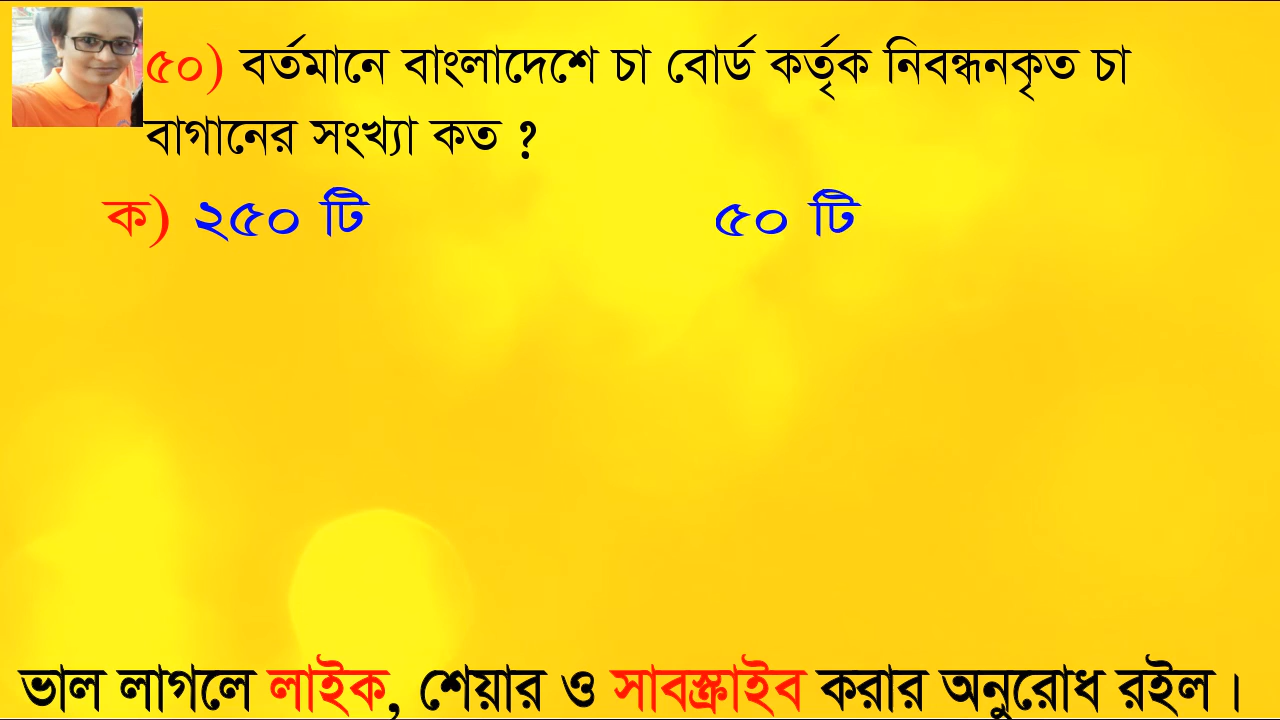 ৫০) বর্তমানে বাংলাদেশে চা বোর্ড কর্তৃক নিবন্ধনকৃত চা
বাগানের সংখ্যা কত ?
ক) ২৫০ টি ৫০ টি
ভাল লাগলে লাইক, শেয়ার ও সাবস্ক্রাইব করার অনুরোধ রইল।